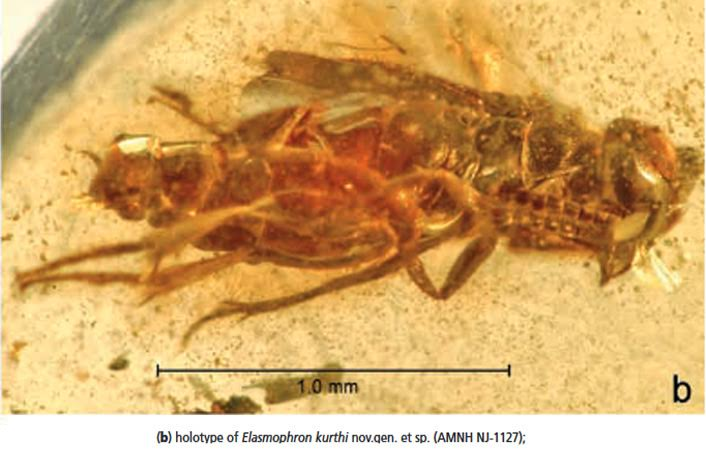 1.0 mm
b
(b) holotype of Elasmophron kurthi nov.gen. et sp. (AMNH NJ-1127);